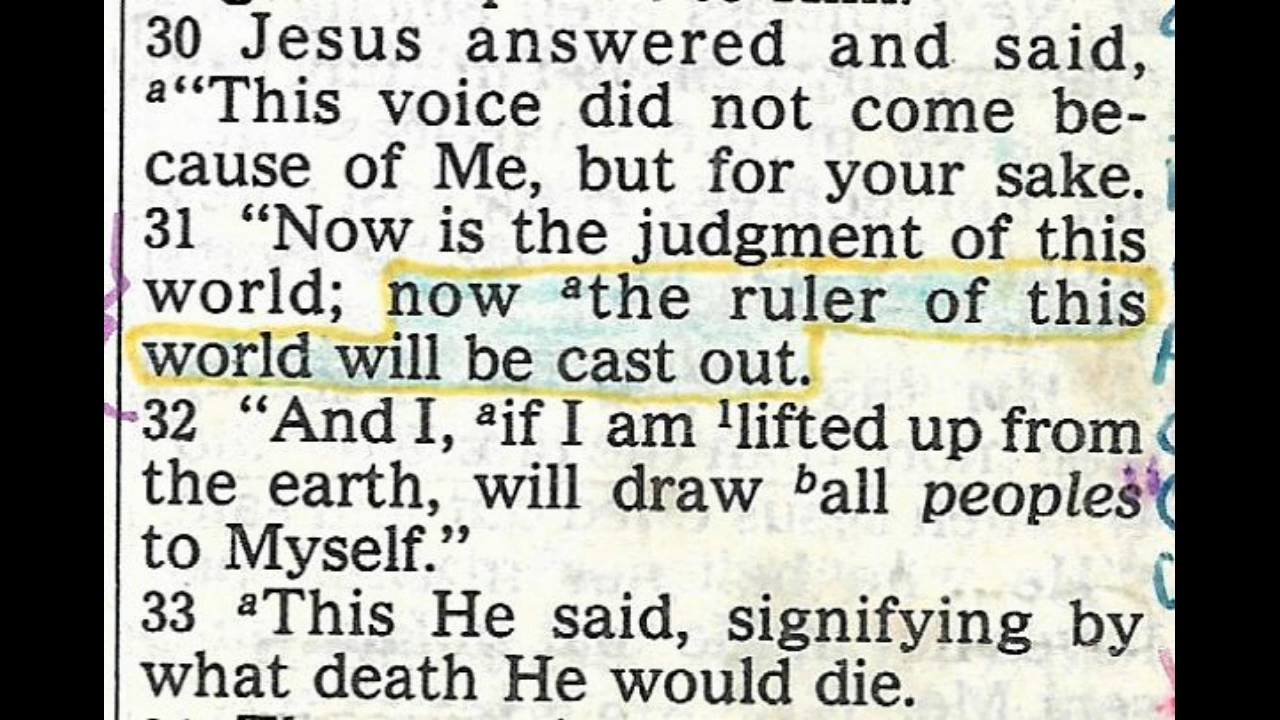 30 Jesus answered and said,
a“This voice did not come be-
cause of Me, but for your sake.
31 “Now is the judgment of this
world; now athe ruler of this
world will be cast out.
32 “And I, aif I am 1lifted up from
the earth, will draw ball peoples
to Myself.”
33 aThis He said, signifying by
what death He would die.